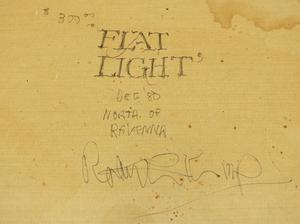 $300
FLAT
LIGHT
DEC 80
NORTH OF
RAVENNA